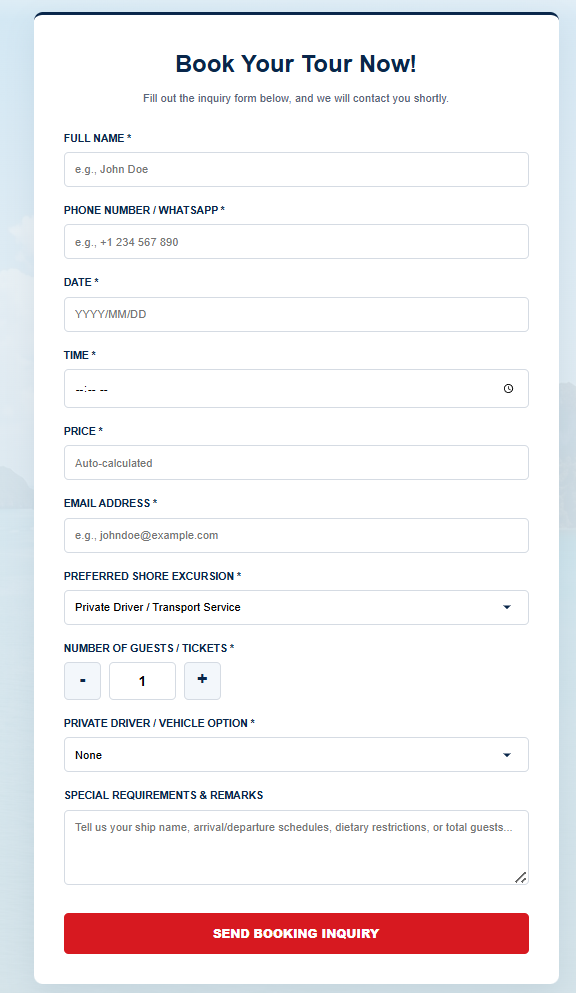 Book Your Tour Now!
Fill out the inquiry form below, and we will contact you shortly.
FULL NAME *
e.g., John Doe
PHONE NUMBER / WHATSAPP *
e.g., +1 234 567 890
DATE *
YYYY/MM/DD
TIME *
--:-- --
PRICE *
Auto-calculated
EMAIL ADDRESS *
e.g., johndoe@example.com
PREFERRED SHORE EXCURSION *
Private Driver / Transport Service
NUMBER OF GUESTS / TICKETS *
- 1 +
PRIVATE DRIVER / VEHICLE OPTION *
None
SPECIAL REQUIREMENTS & REMARKS
Tell us your ship name, arrival/departure schedules, dietary restrictions, or total guests...
SEND BOOKING INQUIRY